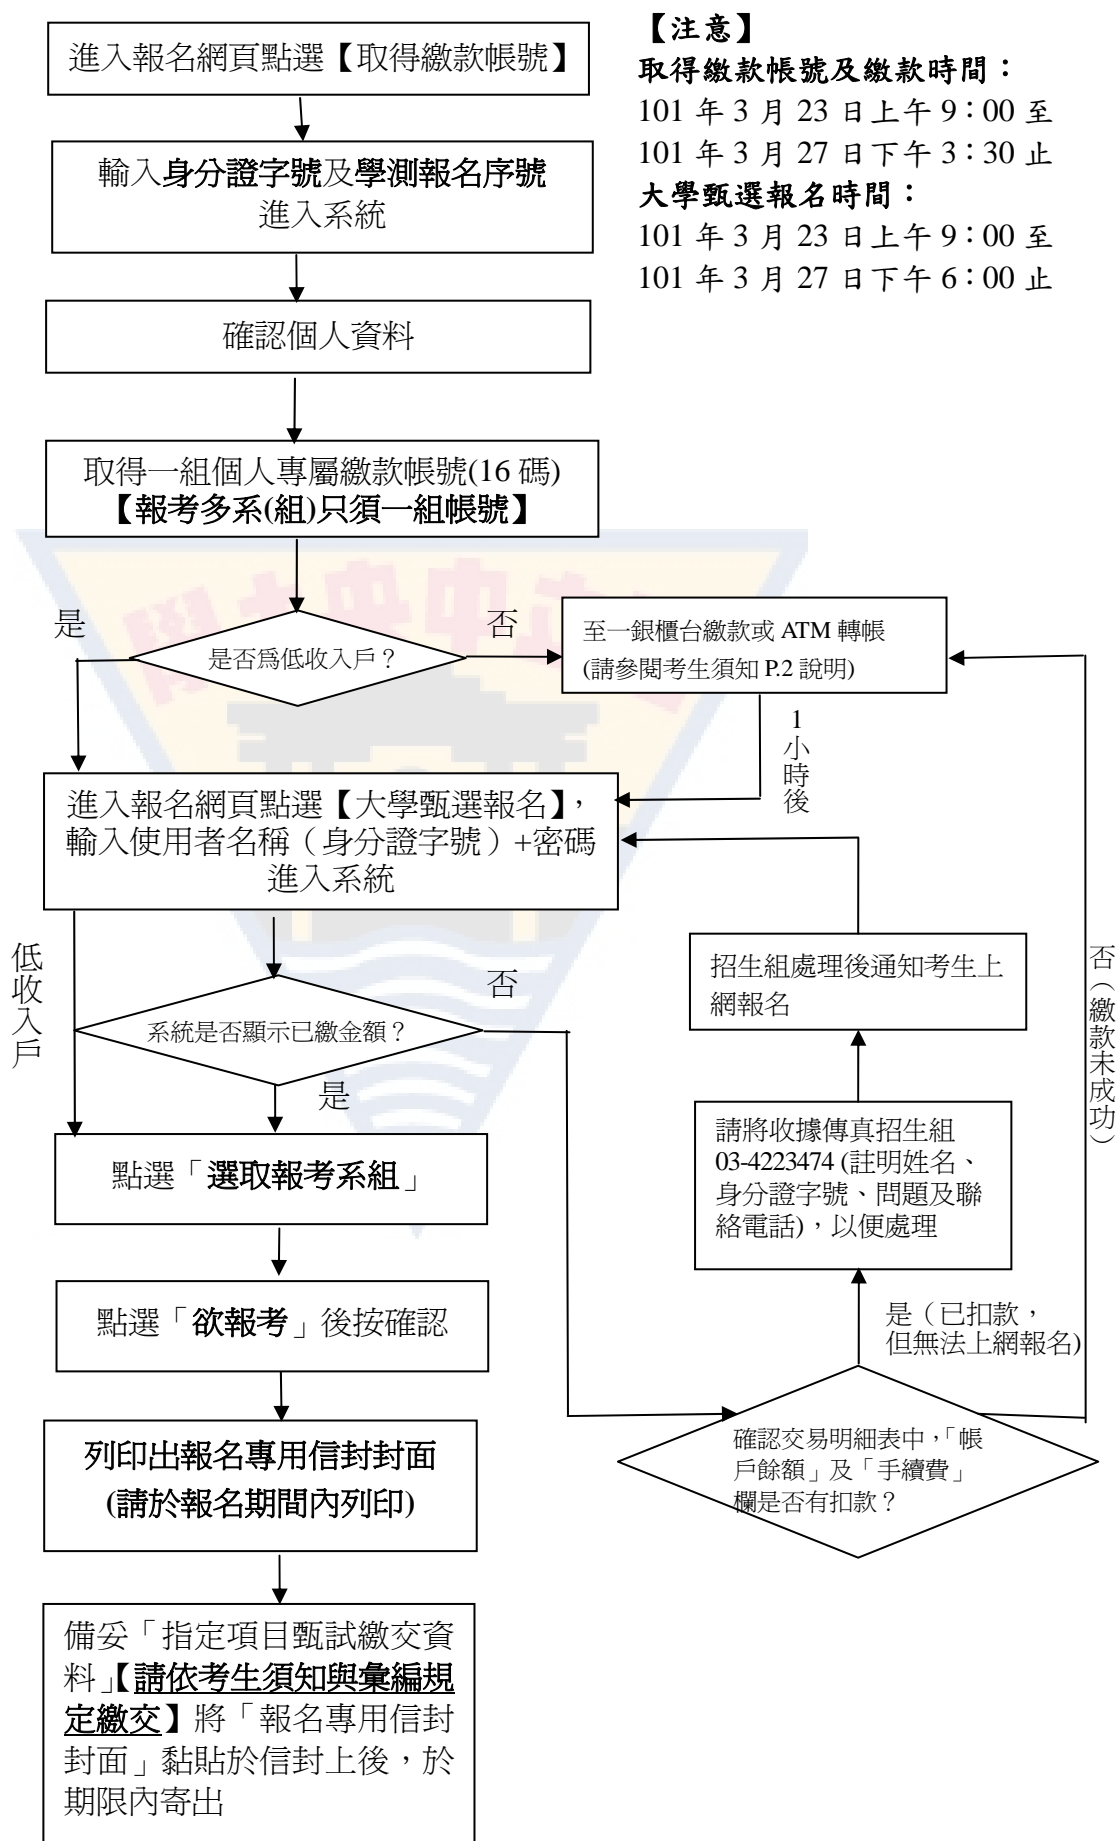 進入報名網頁點選【取得繳款帳號】
【注意】
取得繳款帳號及繳款時間：
101 年 3 月 23 日上午 9：00 至
101 年 3 月 27 日下午 3：30 止
大學甄選報名時間：
101 年 3 月 23 日上午 9：00 至
101 年 3 月 27 日下午 6：00 止
輸入身分證字號及學測報名序號
進入系統
確認個人資料
取得一組個人專屬繳款帳號(16 碼)
【報考多系(組)只須一組帳號】
是
否
是否為低收入戶？
至一銀櫃台繳款或 ATM 轉帳
(請參閱考生須知 P.2 說明)
1小時後
進入報名網頁點選【大學甄選報名】，
輸入使用者名稱（身分證字號）+密碼
進入系統
低收入戶
否
系統是否顯示已繳金額？
是
招生組處理後通知考生上
網報名
否（繳款未成功）
請將收據傳真招生組
03-4223474 (註明姓名、
身分證字號、問題及聯
絡電話)，以便處理
點選「選取報考系組」
點選「欲報考」後按確認
是（已扣款，
但無法上網報名)
確認交易明細表中，「帳
戶餘額」及「手續費」
欄是否有扣款？
列印出報名專用信封封面
(請於報名期間內列印)
備妥「指定項目甄試繳交資
料」【請依考生須知與彙編規
定繳交】將「報名專用信封
封面」黏貼於信封上後，於
期限內寄出